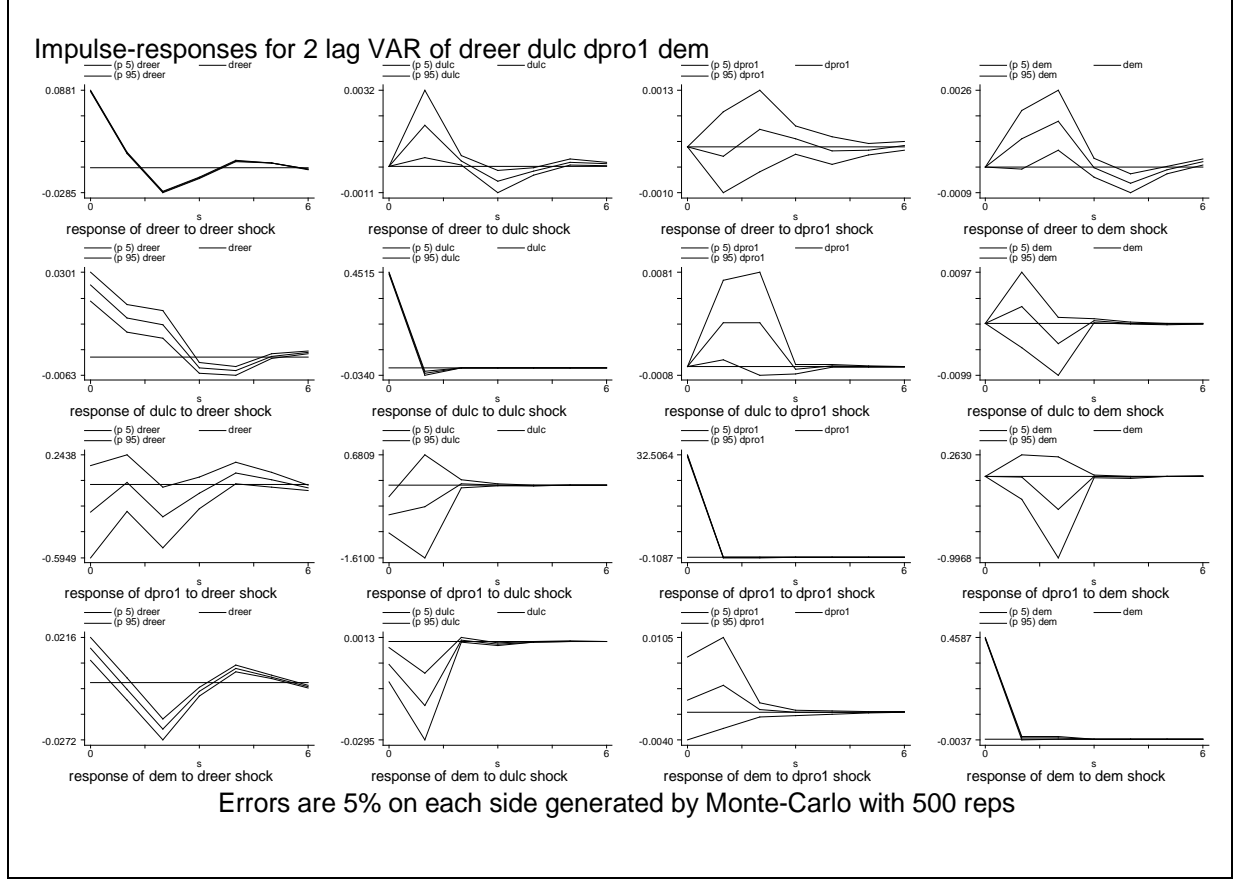 Impulse-responses for 2 lag VAR of dreer dulc dpro1 dem
(p 5) dreer dreer
(p 95) dreer
0.0881
-0.0285
0 6
s
response of dreer to dreer shock
(p 5) dulc dulc
(p 95) dulc
0.0032
-0.0011
0 6
s
response of dreer to dulc shock
(p 5) dpro1 dpro1
(p 95) dpro1
0.0013
-0.0010
0 6
s
response of dreer to dpro1 shock
(p 5) dem dem
(p 95) dem
0.0026
-0.0009
0 6
s
response of dreer to dem shock
(p 5) dreer dreer
(p 95) dreer
0.0301
-0.0063
0 6
s
response of dulc to dreer shock
(p 5) dulc dulc
(p 95) dulc
0.4515
-0.0340
0 6
s
response of dulc to dulc shock
(p 5) dpro1 dpro1
(p 95) dpro1
0.0081
-0.0008
0 6
s
response of dulc to dpro1 shock
(p 5) dem dem
(p 95) dem
0.0097
-0.0099
0 6
s
response of dulc to dem shock
(p 5) dreer dreer
(p 95) dreer
0.2438
-0.5949
0 6
s
response of dpro1 to dreer shock
(p 5) dulc dulc
(p 95) dulc
0.6809
-1.6100
0 6
s
response of dpro1 to dulc shock
(p 5) dpro1 dpro1
(p 95) dpro1
32.5064
-0.1087
0 6
s
response of dpro1 to dpro1 shock
(p 5) dem dem
(p 95) dem
0.2630
-0.9968
0 6
s
response of dpro1 to dem shock
(p 5) dreer dreer
(p 95) dreer
0.0216
-0.0272
0 6
s
response of dem to dreer shock
(p 5) dulc dulc
(p 95) dulc
0.0013
-0.0295
0 6
s
response of dem to dulc shock
(p 5) dpro1 dpro1
(p 95) dpro1
0.0105
-0.0040
0 6
s
response of dem to dpro1 shock
(p 5) dem dem
(p 95) dem
0.4587
-0.0037
0 6
s
response of dem to dem shock
Errors are 5% on each side generated by Monte-Carlo with 500 reps